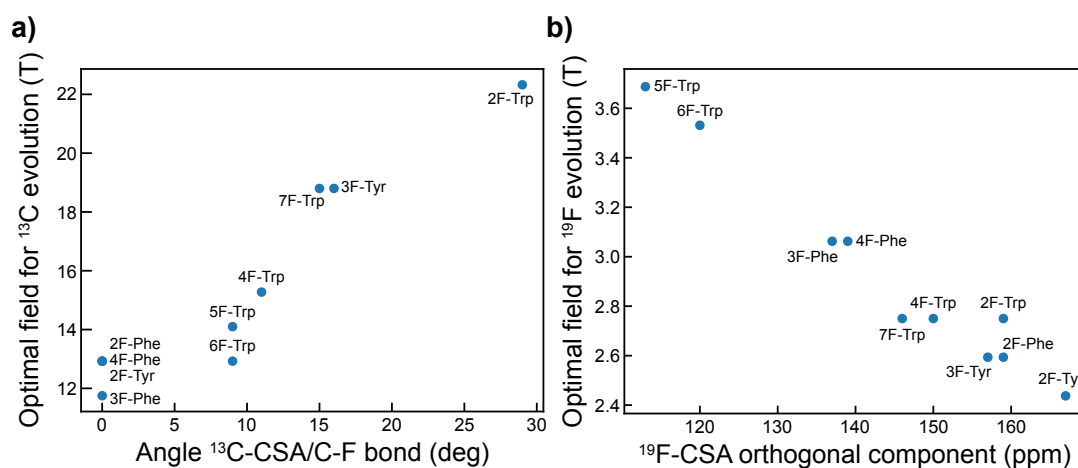 a)
Optimal field for ¹³C evolution (T)
22
20
18
16
14
12
2F-Trp
7F-Trp
3F-Tyr
4F-Trp
5F-Trp
6F-Trp
2F-Phe
4F-Phe
2F-Tyr
3F-Phe
0 5 10 15 20 25 30
Angle ¹³C-CSA/C-F bond (deg)
b)
Optimal field for ¹⁹F evolution (T)
3.6
3.4
3.2
3.0
2.8
2.6
2.4
5F-Trp
6F-Trp
3F-Phe
4F-Phe
4F-Trp
2F-Trp
7F-Trp
2F-Phe
3F-Tyr
2F-Ty
120 130 140 150 160
¹⁹F-CSA orthogonal component (ppm)